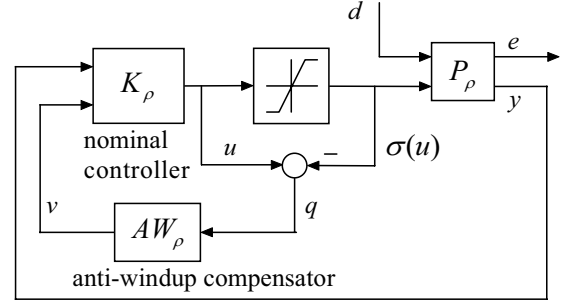 d
e
K_ρ
P_ρ
y
nominal
controller
u
−
σ(u)
v
q
AW_ρ
anti-windup compensator